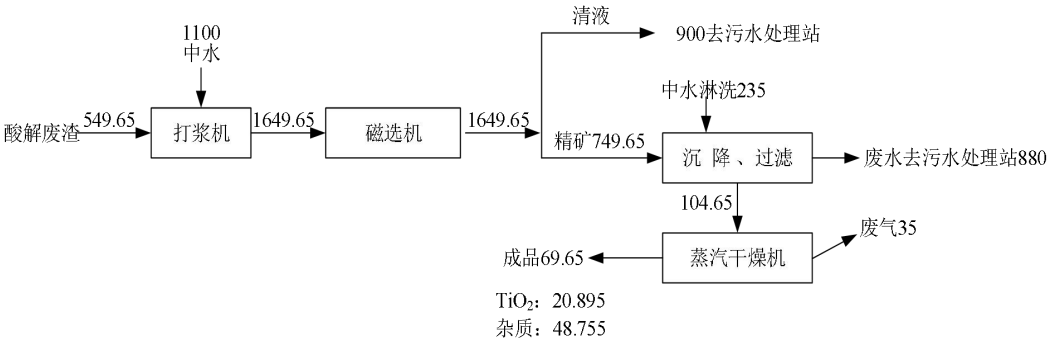 清液
900去污水处理站
1100
中水
中水淋洗235
酸解废渣
549.65
打浆机
1649.65
磁选机
1649.65
精矿749.65
沉 降、过滤
废水去污水处理站880
104.65
废气35
成品69.65
蒸汽干燥机
TiO₂：20.895
杂质：48.755